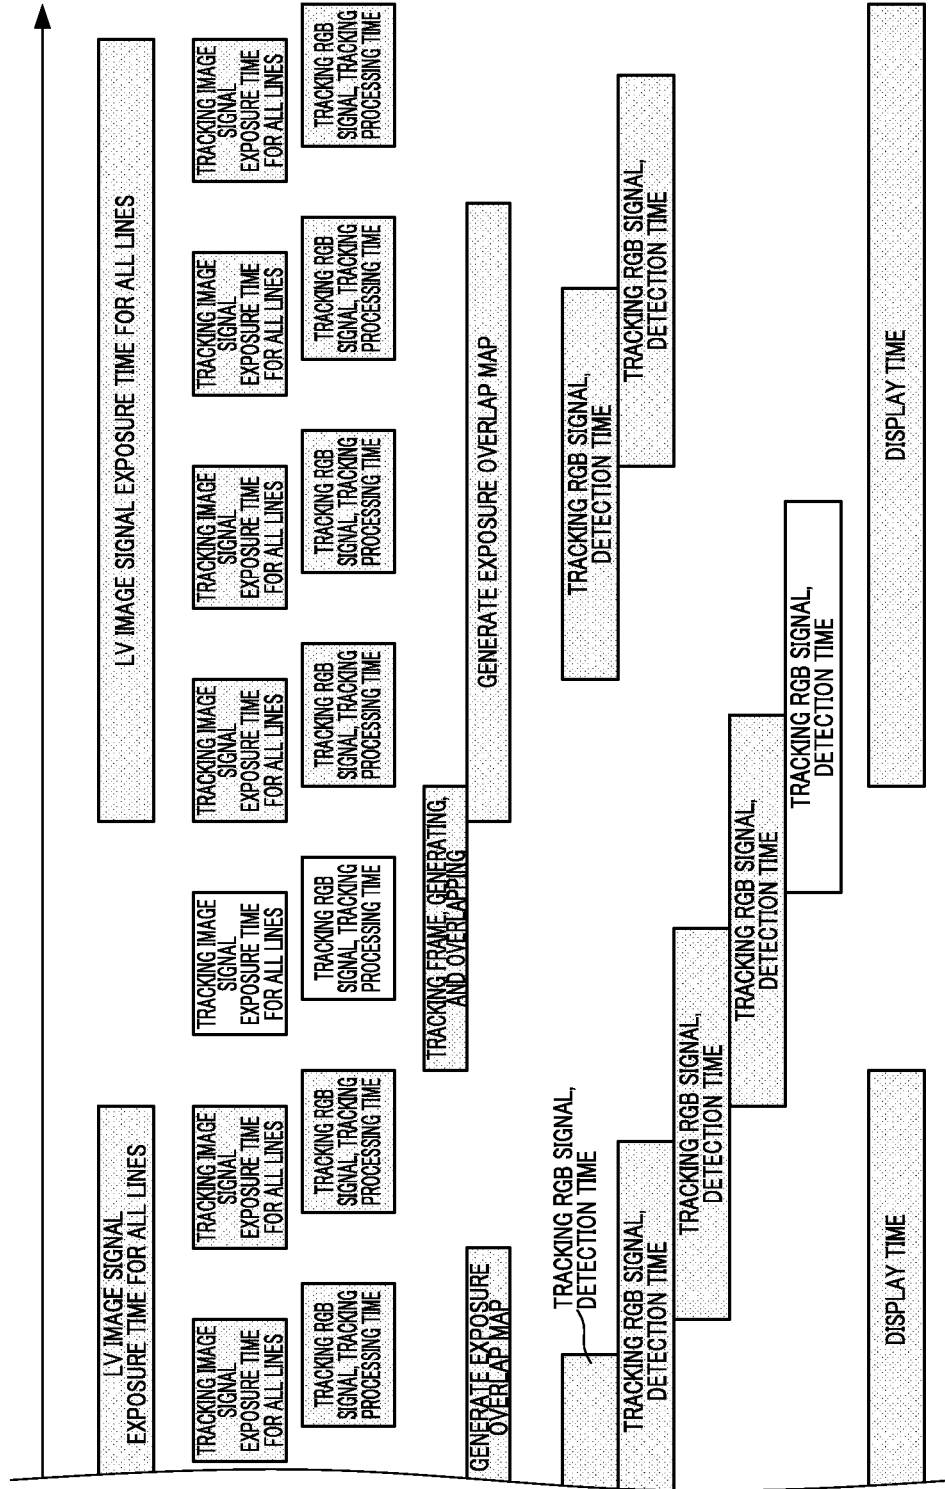 LV IMAGE SIGNAL
EXPOSURE TIME FOR ALL LINES
LV IMAGE SIGNAL EXPOSURE TIME FOR ALL LINES
TRACKING IMAGE
SIGNAL
EXPOSURE TIME
FOR ALL LINES
TRACKING IMAGE
SIGNAL
EXPOSURE TIME
FOR ALL LINES
TRACKING IMAGE
SIGNAL
EXPOSURE TIME
FOR ALL LINES
TRACKING IMAGE
SIGNAL
EXPOSURE TIME
FOR ALL LINES
TRACKING IMAGE
SIGNAL
EXPOSURE TIME
FOR ALL LINES
TRACKING IMAGE
SIGNAL
EXPOSURE TIME
FOR ALL LINES
TRACKING IMAGE
SIGNAL
EXPOSURE TIME
FOR ALL LINES
TRACKING RGB
SIGNAL, TRACKING
PROCESSING TIME
TRACKING RGB
SIGNAL, TRACKING
PROCESSING TIME
TRACKING RGB
SIGNAL, TRACKING
PROCESSING TIME
TRACKING RGB
SIGNAL, TRACKING
PROCESSING TIME
TRACKING RGB
SIGNAL, TRACKING
PROCESSING TIME
TRACKING RGB
SIGNAL, TRACKING
PROCESSING TIME
TRACKING RGB
SIGNAL, TRACKING
PROCESSING TIME
TRACKING FRAME, GENERATING,
AND OVERLAPPING
GENERATE EXPOSURE
OVERLAP MAP
GENERATE EXPOSURE OVERLAP MAP
TRACKING RGB SIGNAL,
DETECTION TIME
TRACKING RGB SIGNAL,
DETECTION TIME
TRACKING RGB SIGNAL,
DETECTION TIME
TRACKING RGB SIGNAL,
DETECTION TIME
TRACKING RGB SIGNAL,
DETECTION TIME
TRACKING RGB SIGNAL,
DETECTION TIME
TRACKING RGB SIGNAL,
DETECTION TIME
DISPLAY TIME
DISPLAY TIME